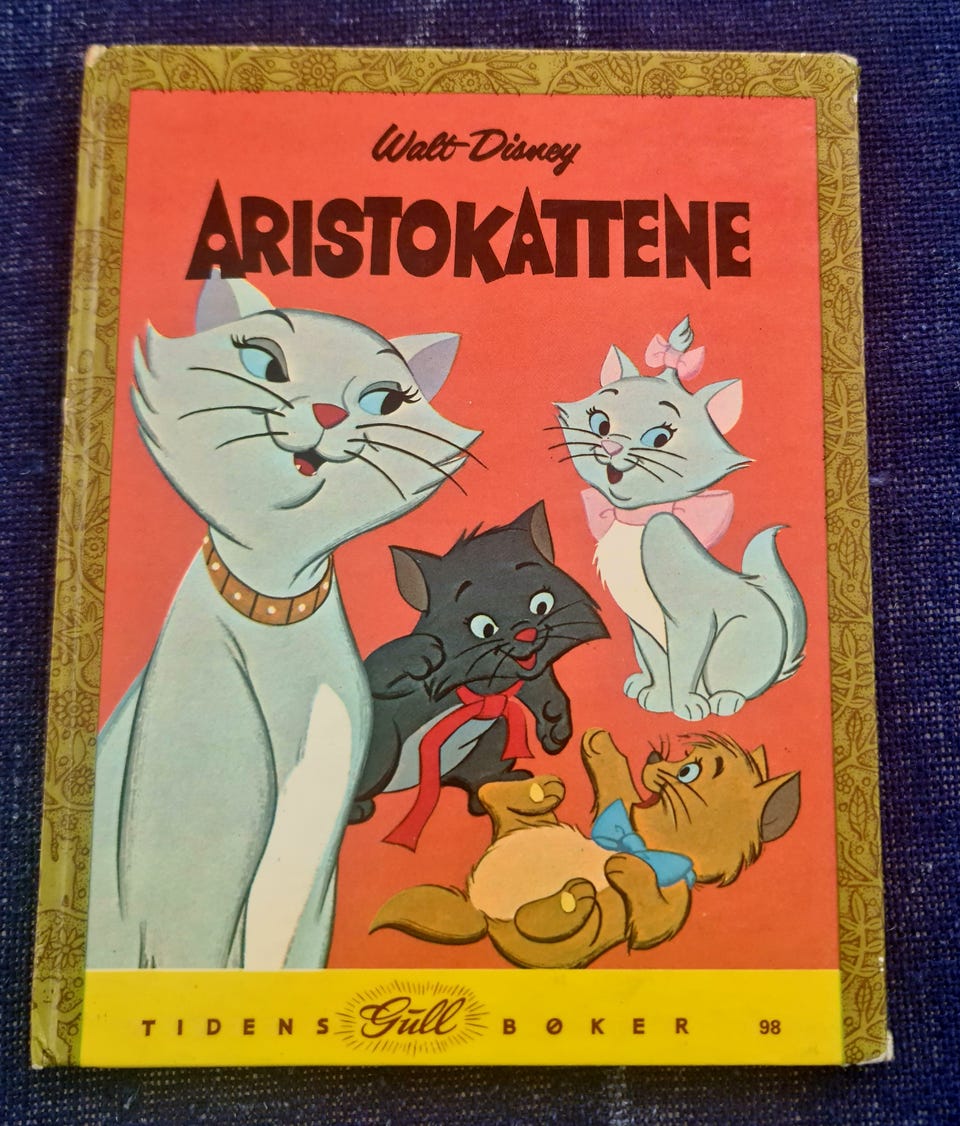 Walt Disney
ARISTOKATTENE
TIDENS Gull BØKER 98